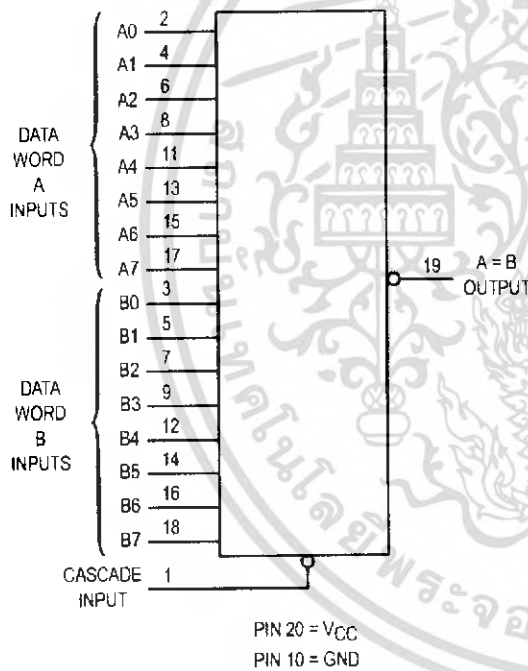 DATA
WORD
A
INPUTS
A0 2
A1 4
A2 6
A3 8
A4 11
A5 13
A6 15
A7 17
DATA
WORD
B
INPUTS
B0 3
B1 5
B2 7
B3 9
B4 12
B5 14
B6 16
B7 18
CASCADE
INPUT
1
19 A = B
OUTPUT
PIN 20 = VCC
PIN 10 = GND